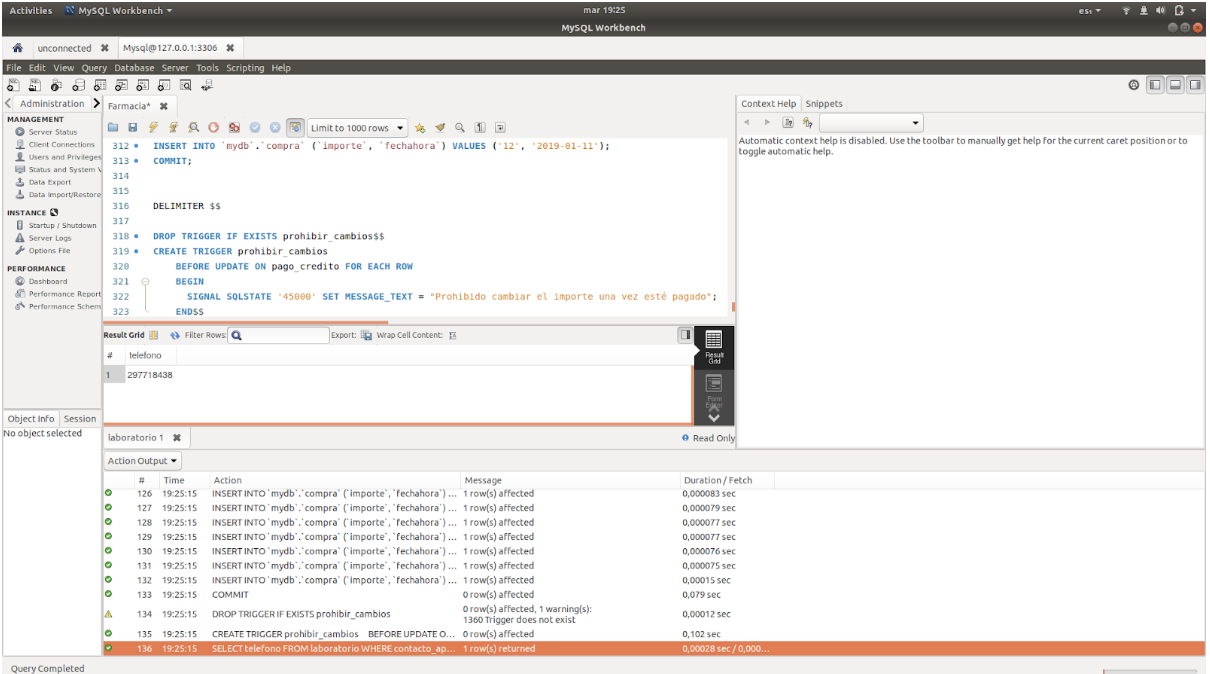 Activities MySQL Workbench mar 19:25 es₁
MySQL Workbench
unconnected Mysql@127.0.0.1:3306
File Edit View Query Database Server Tools Scripting Help
Administration Farmacia* Context Help Snippets
MANAGEMENT
Server Status
Client Connections
Users and Privileges
Status and System V
Data Export
Data Import/Restore
INSTANCE
Startup / Shutdown
Server Logs
Options File
PERFORMANCE
Dashboard
Performance Report
Performance Schem
Object Info Session
No object selected
Limit to 1000 rows
312 INSERT INTO `mydb`.`compra` (`importe`, `fechahora`) VALUES ('12', '2019-01-11');
313 COMMIT;
314
315
316 DELIMITER $$
317
318 DROP TRIGGER IF EXISTS prohibir_cambios$$
319 CREATE TRIGGER prohibir_cambios
320 BEFORE UPDATE ON pago_credito FOR EACH ROW
321 BEGIN
322 SIGNAL SQLSTATE '45000' SET MESSAGE_TEXT = "Prohibido cambiar el importe una vez esté pagado";
323 END$$
Result Grid Filter Rows: Export: Wrap Cell Content:
# telefono
1 297718438
Result
Grid
Form
Editor
laboratorio 1 Read Only
Automatic context help is disabled. Use the toolbar to manually get help for the current caret position or to
toggle automatic help.
Action Output
# Time Action Message Duration / Fetch
126 19:25:15 INSERT INTO `mydb`.`compra` (`importe`, `fechahora`) ... 1 row(s) affected 0,000083 sec
127 19:25:15 INSERT INTO `mydb`.`compra` (`importe`, `fechahora`) ... 1 row(s) affected 0,000079 sec
128 19:25:15 INSERT INTO `mydb`.`compra` (`importe`, `fechahora`) ... 1 row(s) affected 0,000077 sec
129 19:25:15 INSERT INTO `mydb`.`compra` (`importe`, `fechahora`) ... 1 row(s) affected 0,000077 sec
130 19:25:15 INSERT INTO `mydb`.`compra` (`importe`, `fechahora`) ... 1 row(s) affected 0,000076 sec
131 19:25:15 INSERT INTO `mydb`.`compra` (`importe`, `fechahora`) ... 1 row(s) affected 0,000075 sec
132 19:25:15 INSERT INTO `mydb`.`compra` (`importe`, `fechahora`) ... 1 row(s) affected 0,00015 sec
133 19:25:15 COMMIT 0 row(s) affected 0,079 sec
134 19:25:15 DROP TRIGGER IF EXISTS prohibir_cambios 0 row(s) affected, 1 warning(s):
1360 Trigger does not exist 0,00012 sec
135 19:25:15 CREATE TRIGGER prohibir_cambios BEFORE UPDATE O... 0 row(s) affected 0,102 sec
136 19:25:15 SELECT telefono FROM laboratorio WHERE contacto_ap... 1 row(s) returned 0,00028 sec / 0,000...
Query Completed